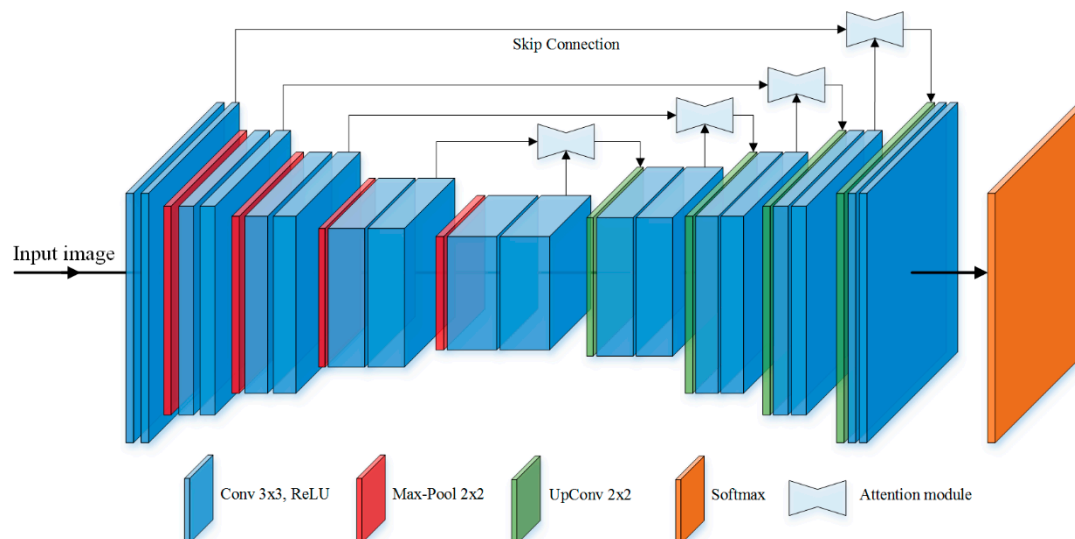 Skip Connection
Input image
Conv 3x3, ReLU
Max-Pool 2x2
UpConv 2x2
Softmax
Attention module